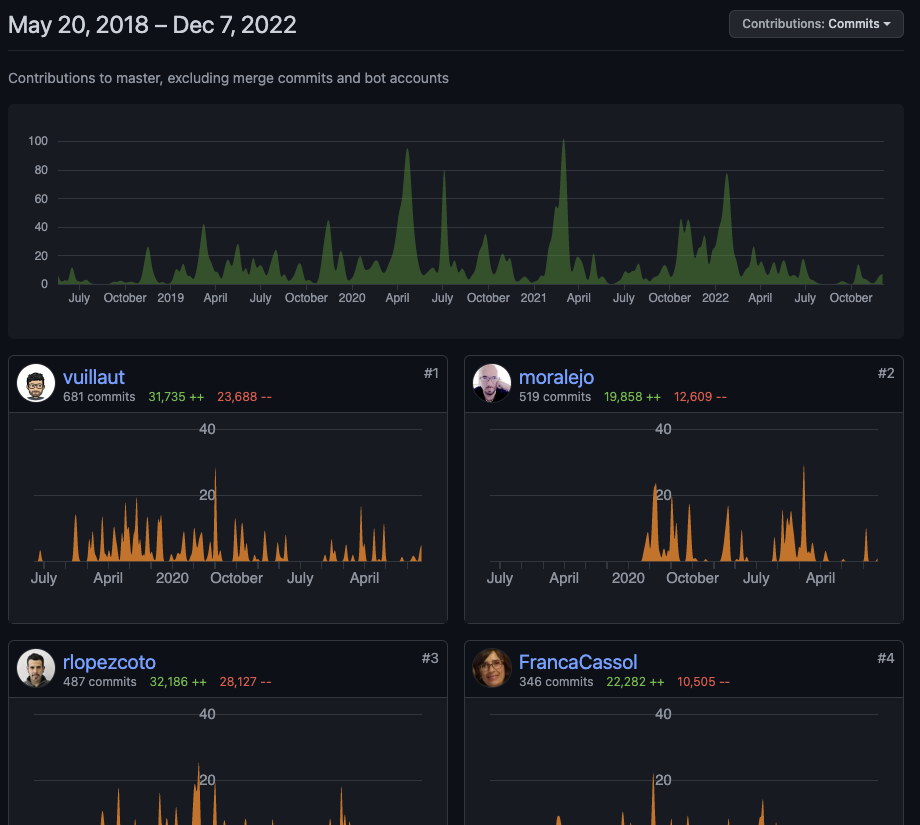 May 20, 2018 – Dec 7, 2022
Contributions: Commits
Contributions to master, excluding merge commits and bot accounts
100
80
60
40
20
0
July October 2019 April July October 2020 April July October 2021 April July October 2022 April July October
vuillaut #1
681 commits 31,735 ++ 23,688 --
40
20
July April 2020 October July April
moralejo #2
519 commits 19,858 ++ 12,609 --
40
20
July April 2020 October July April
rlopezcoto #3
487 commits 32,186 ++ 28,127 --
40
20
FrancaCassol #4
346 commits 22,282 ++ 10,505 --
40
20